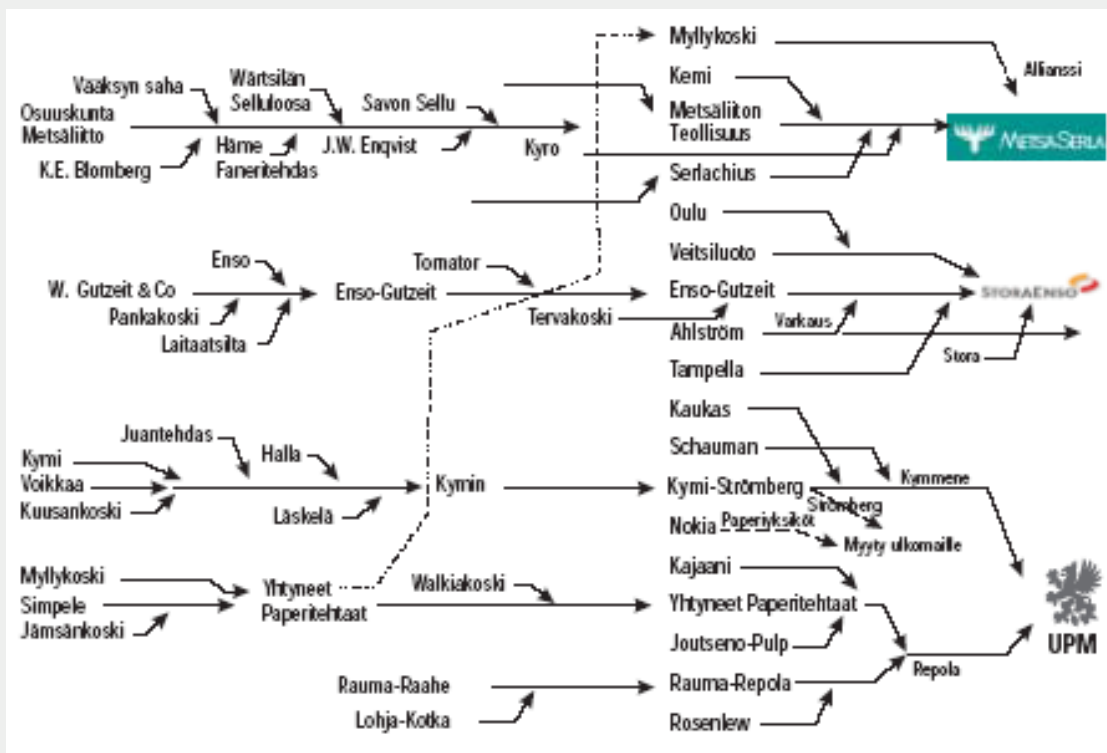 Myllykoski
Allianssi
Kemi
Vääksyn saha
Wärtsilän
Selluloosa
Savon Sellu
Osuuskunta
Metsäliitto
Metsäliiton
Teollisuus
METSÄ SERLA
K.E. Blomberg
Häme
Faneritehdas
J.W. Enqvist
Kyro
Serlachius
Oulu
Enso
Tornator
Veitsiluoto
W. Gutzeit & Co
Enso-Gutzeit
Enso-Gutzeit
STORAENSO
Pankakoski
Tervakoski
Varkaus
Laitaatsilta
Ahlström
Stora
Tampella
Kaukas
Juantehdas
Halla
Schauman
Kymi
Voikkaa
Kuusankoski
Kymin
Kymi-Strömberg
Kymmene
Strömberg
Läskelä
Nokia
Paperiyksiköt
Myyty ulkomaille
Kajaani
Myllykoski
Simpele
Jämsänkoski
Yhtyneet
Paperitehtaat
Walkiakoski
Yhtyneet Paperitehtaat
Joutseno-Pulp
UPM
Repola
Rauma-Raahe
Rauma-Repola
Lohja-Kotka
Rosenlew